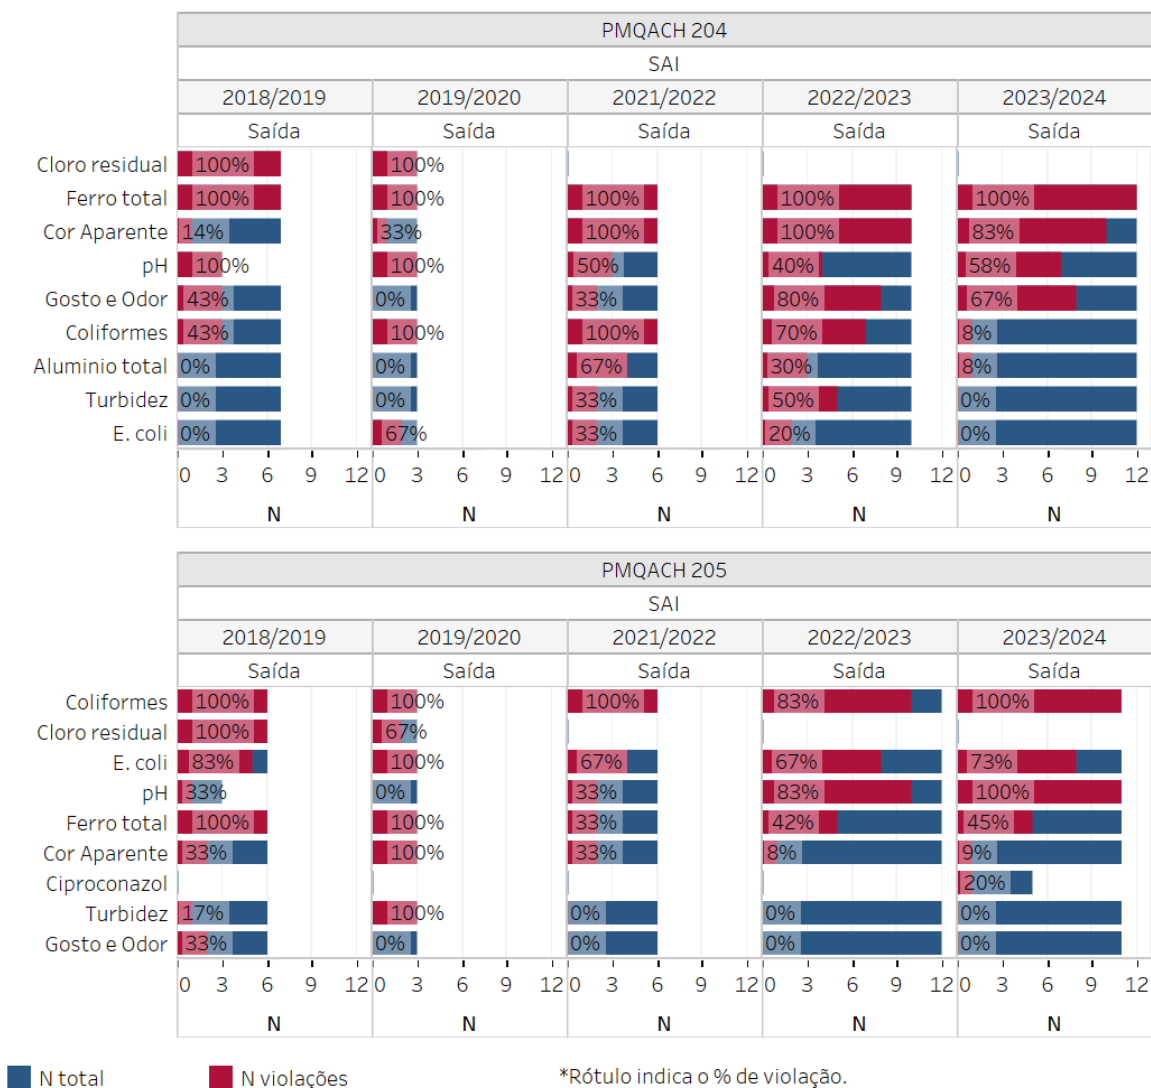 PMQACH 204
SAI
2018/2019 2019/2020 2021/2022 2022/2023 2023/2024
Saída Saída Saída Saída Saída
Cloro residual 100% 100%
Ferro total 100% 100% 100% 100% 100%
Cor Aparente 14% 33% 100% 100% 83%
pH 100% 100% 50% 40% 58%
Gosto e Odor 43% 0% 33% 80% 67%
Coliformes 43% 100% 100% 70% 8%
Aluminio total 0% 0% 67% 30% 8%
Turbidez 0% 0% 33% 50% 0%
E. coli 0% 67% 33% 20% 0%
0 3 6 9 12 0 3 6 9 12 0 3 6 9 12 0 3 6 9 12 0 3 6 9 12
N N N N N
PMQACH 205
SAI
2018/2019 2019/2020 2021/2022 2022/2023 2023/2024
Saída Saída Saída Saída Saída
Coliformes 100% 100% 100% 83% 100%
Cloro residual 100% 67%
E. coli 83% 100% 67% 67% 73%
pH 33% 0% 33% 83% 100%
Ferro total 100% 100% 33% 42% 45%
Cor Aparente 33% 100% 33% 8% 9%
Ciproconazol 20%
Turbidez 17% 100% 0% 0% 0%
Gosto e Odor 33% 0% 0% 0% 0%
0 3 6 9 12 0 3 6 9 12 0 3 6 9 12 0 3 6 9 12 0 3 6 9 12
N N N N N
N total N violações *Rótulo indica o % de violação.